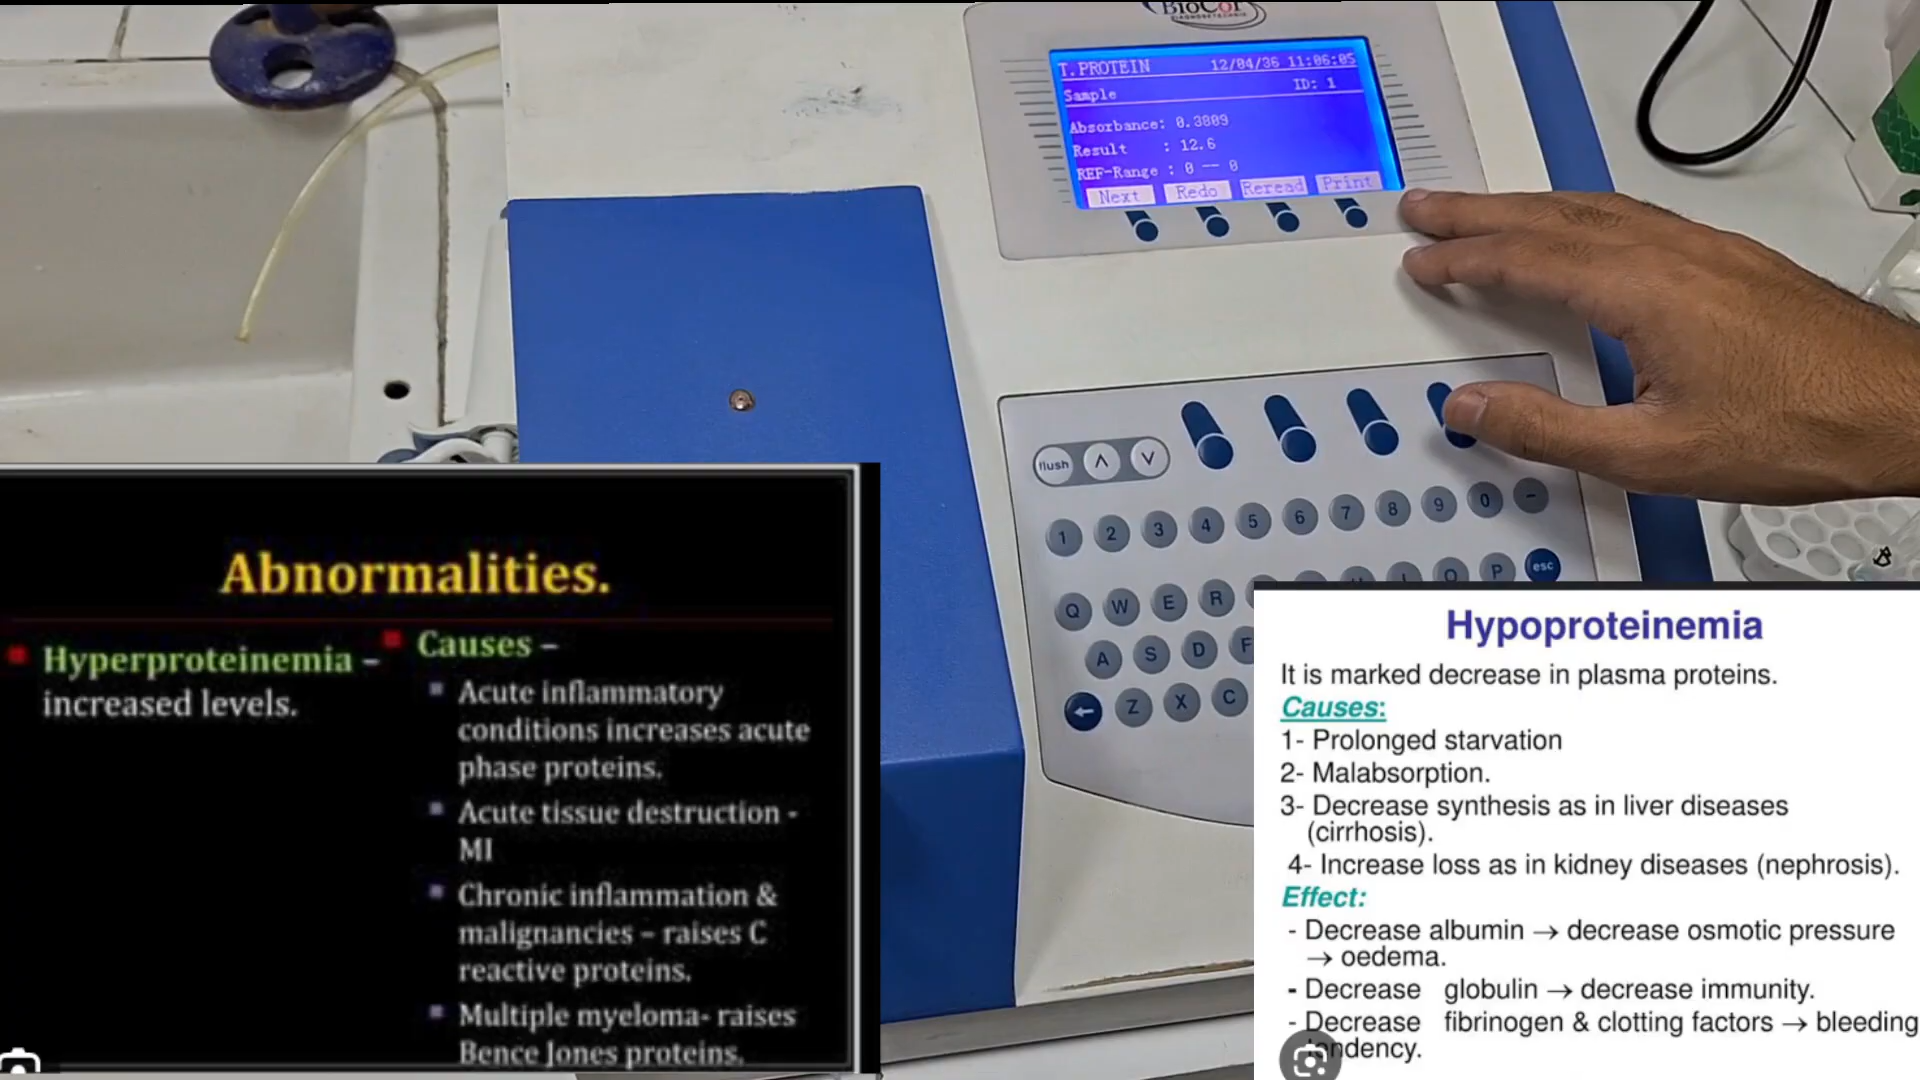 BioCor
DIAGNOSETECHNIK
T.PROTEIN 12/04/36 11:06:05
Sample ID: 1
Absorbance: 0.3809
Result : 12.6
REF-Range : 0 -- 0
Next Redo Reread Print
flush
1 2 3 4 5 6 7 8 9 0 -
Q W E R O P esc
A S D F
Z X C
Abnormalities.
Hyperproteinemia –
increased levels.
Causes –
Acute inflammatory
conditions increases acute
phase proteins.
Acute tissue destruction -
MI
Chronic inflammation &
malignancies – raises C
reactive proteins.
Multiple myeloma- raises
Bence Jones proteins.
Hypoproteinemia
It is marked decrease in plasma proteins.
Causes:
1- Prolonged starvation
2- Malabsorption.
3- Decrease synthesis as in liver diseases
(cirrhosis).
4- Increase loss as in kidney diseases (nephrosis).
Effect:
- Decrease albumin → decrease osmotic pressure
→ oedema.
- Decrease globulin → decrease immunity.
- Decrease fibrinogen & clotting factors → bleeding
ndency.